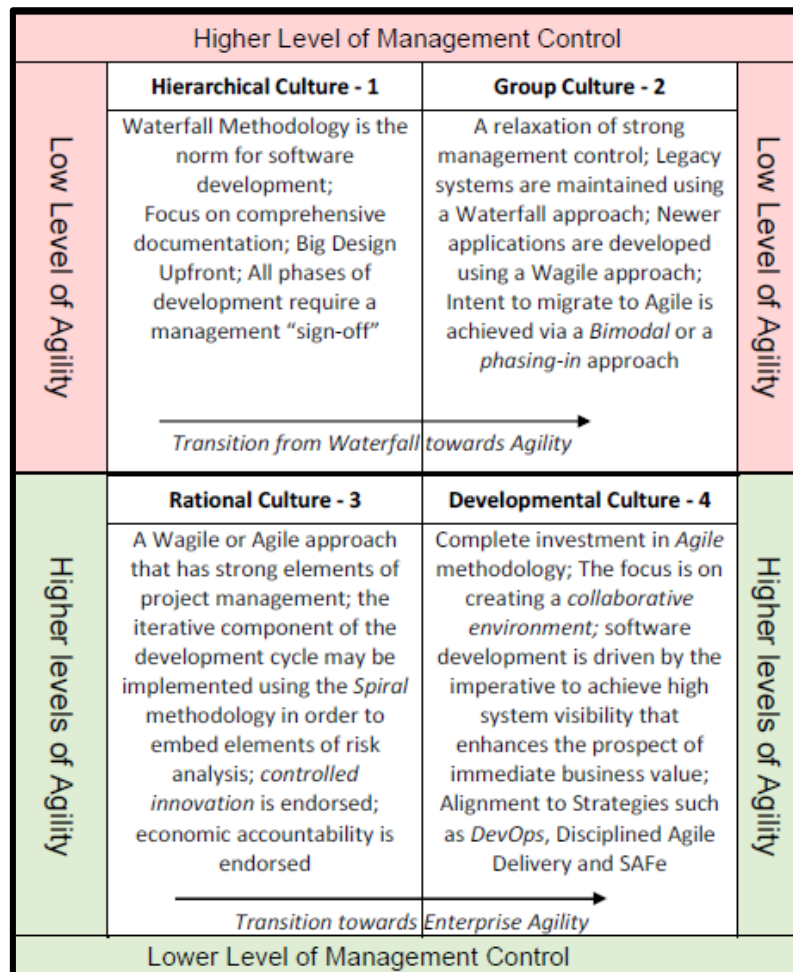 Higher Level of Management Control
Low Level of Agility
Hierarchical Culture - 1
Waterfall Methodology is the
norm for software
development;
Focus on comprehensive
documentation; Big Design
Upfront; All phases of
development require a
management “sign-off”
Group Culture - 2
A relaxation of strong
management control; Legacy
systems are maintained using
a Waterfall approach; Newer
applications are developed
using a Wagile approach;
Intent to migrate to Agile is
achieved via a Bimodal or a
phasing-in approach
Low Level of Agility
Transition from Waterfall towards Agility
Higher levels of Agility
Rational Culture - 3
A Wagile or Agile approach
that has strong elements of
project management; the
iterative component of the
development cycle may be
implemented using the Spiral
methodology in order to
embed elements of risk
analysis; controlled
innovation is endorsed;
economic accountability is
endorsed
Developmental Culture - 4
Complete investment in Agile
methodology; The focus is on
creating a collaborative
environment; software
development is driven by the
imperative to achieve high
system visibility that
enhances the prospect of
immediate business value;
Alignment to Strategies such
as DevOps, Disciplined Agile
Delivery and SAFe
Higher levels of Agility
Transition towards Enterprise Agility
Lower Level of Management Control